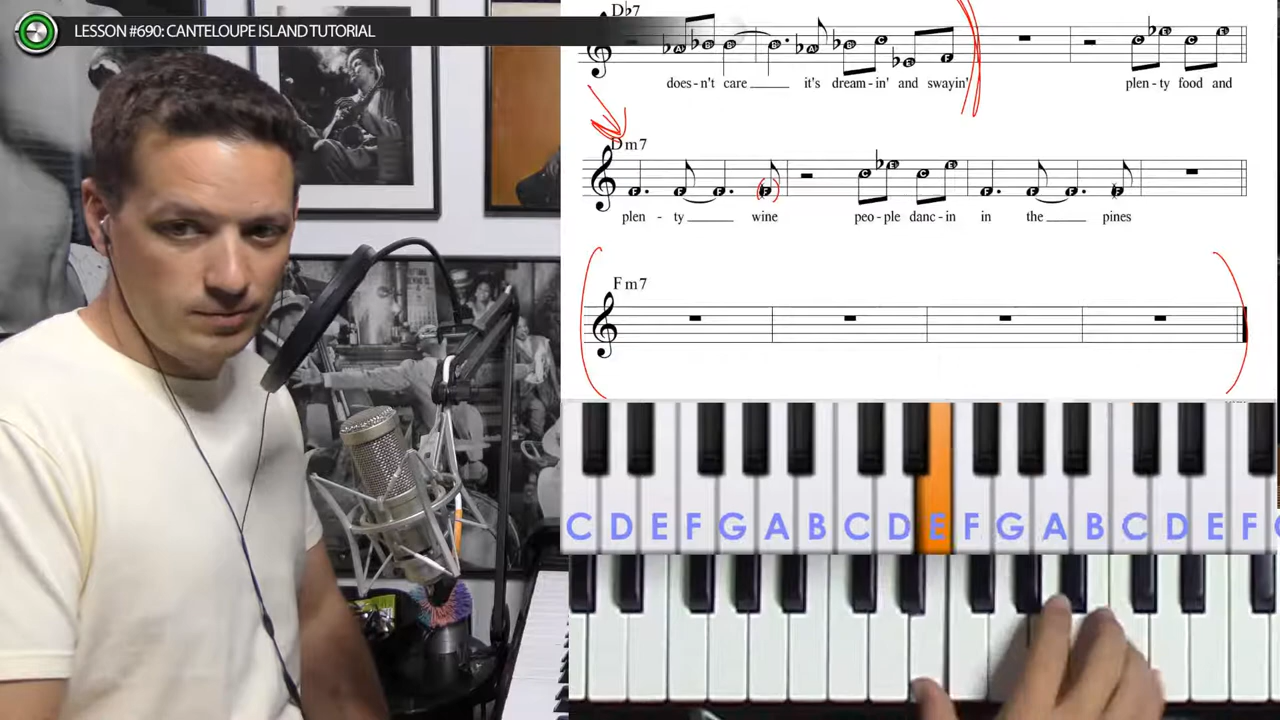 LESSON #690: CANTELOUPE ISLAND TUTORIAL
D♭7
does-n't care it's dream-in' and swayin' plen-ty food and
Dm7
plen-ty wine peo-ple danc-in in the pines
Fm7
C D E F G A B C D E F G A B C D E F